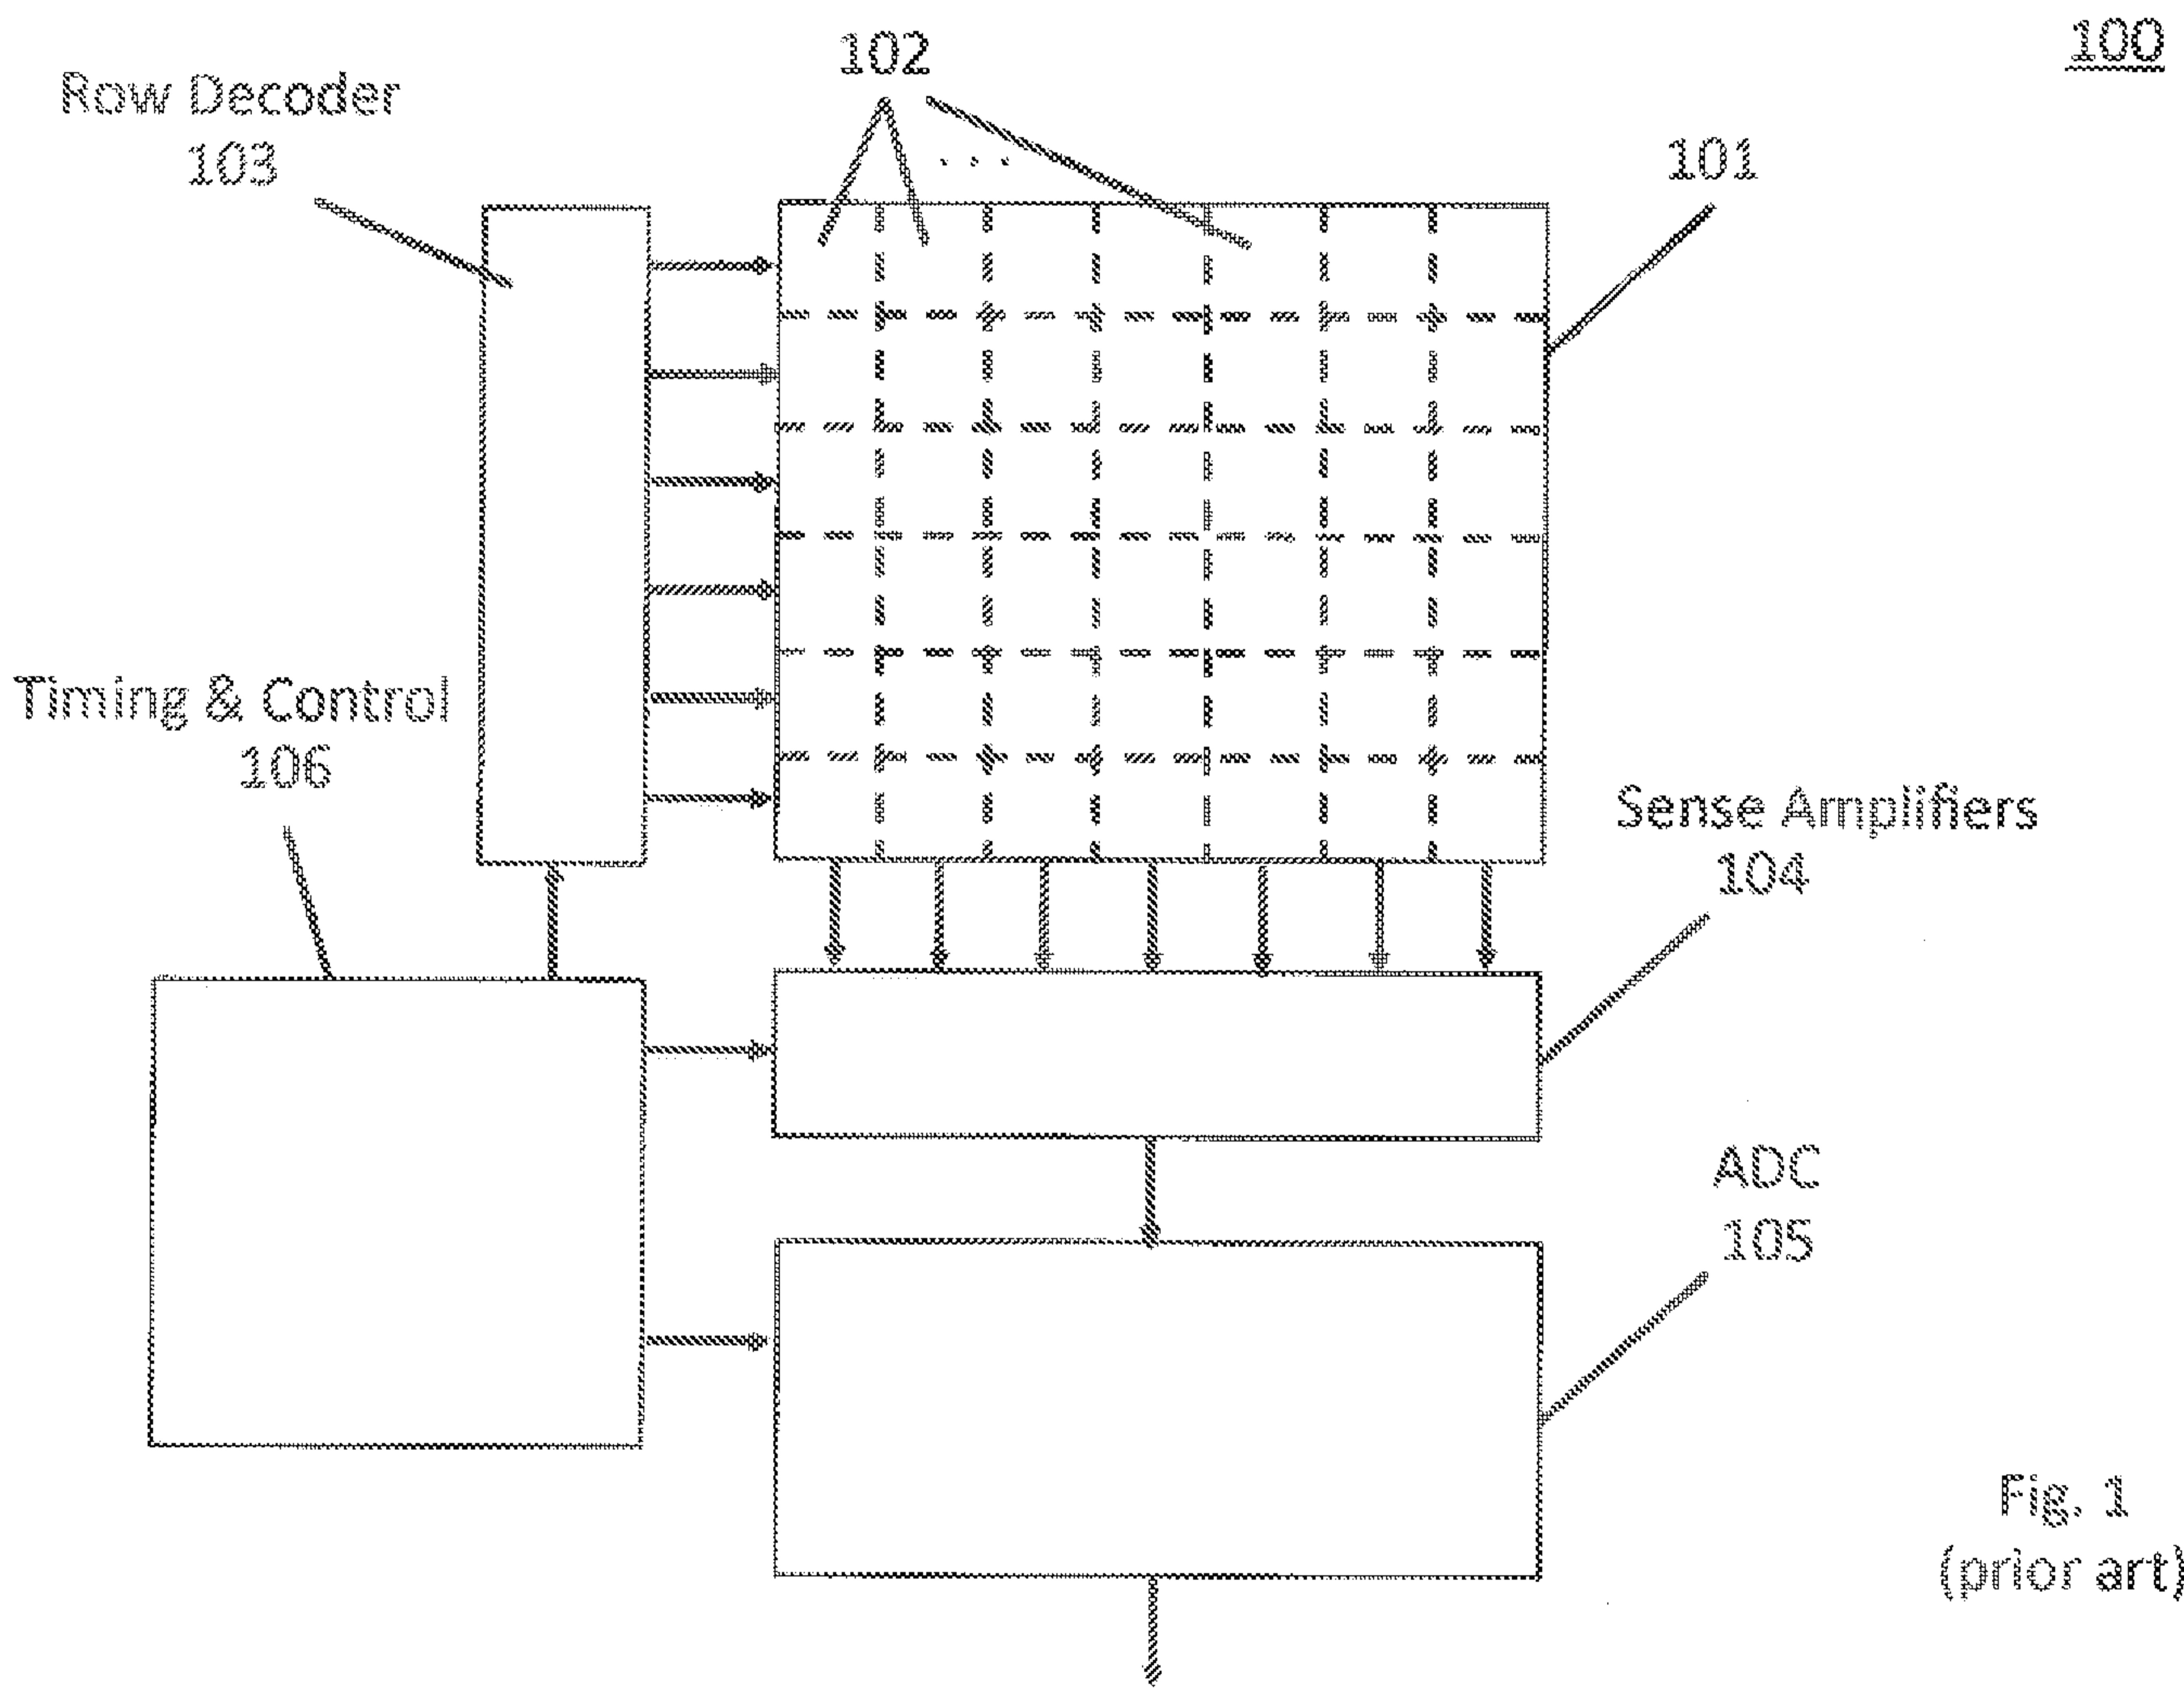 100
102
Row Decoder
103
101
Timing & Control
106
Sense Amplifiers
104
ADC
105
Fig. 1
(prior art)